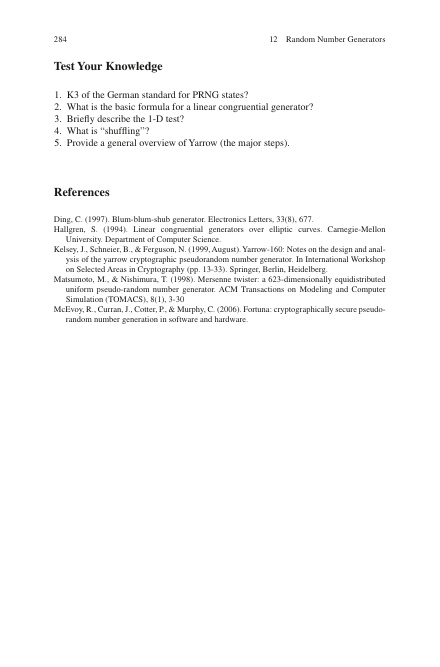 284
12 Random Number Generators
Test Your Knowledge
1. K3 of the German standard for PRNG states?
2. What is the basic formula for a linear congruential generator?
3. Briefly describe the 1-D test?
4. What is “shuffling”?
5. Provide a general overview of Yarrow (the major steps).
References
Ding, C. (1997). Blum-blum-shub generator. Electronics Letters, 33(8), 677.
Hallgren, S. (1994). Linear congruential generators over elliptic curves. Carnegie-Mellon
University. Department of Computer Science.
Kelsey, J., Schneier, B., & Ferguson, N. (1999, August). Yarrow-160: Notes on the design and anal-
ysis of the yarrow cryptographic pseudorandom number generator. In International Workshop
on Selected Areas in Cryptography (pp. 13-33). Springer, Berlin, Heidelberg.
Matsumoto, M., & Nishimura, T. (1998). Mersenne twister: a 623-dimensionally equidistributed
uniform pseudo-random number generator. ACM Transactions on Modeling and Computer
Simulation (TOMACS), 8(1), 3-30
McEvoy, R., Curran, J., Cotter, P., & Murphy, C. (2006). Fortuna: cryptographically secure pseudo-
random number generation in software and hardware.